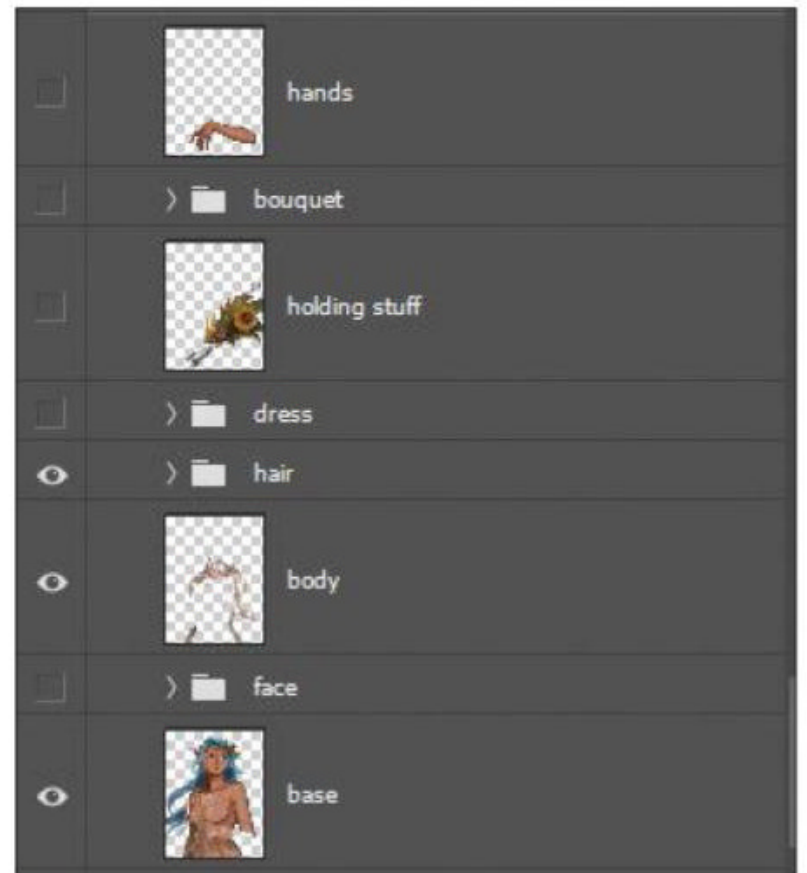 hands
bouquet
holding stuff
dress
hair
body
face
base